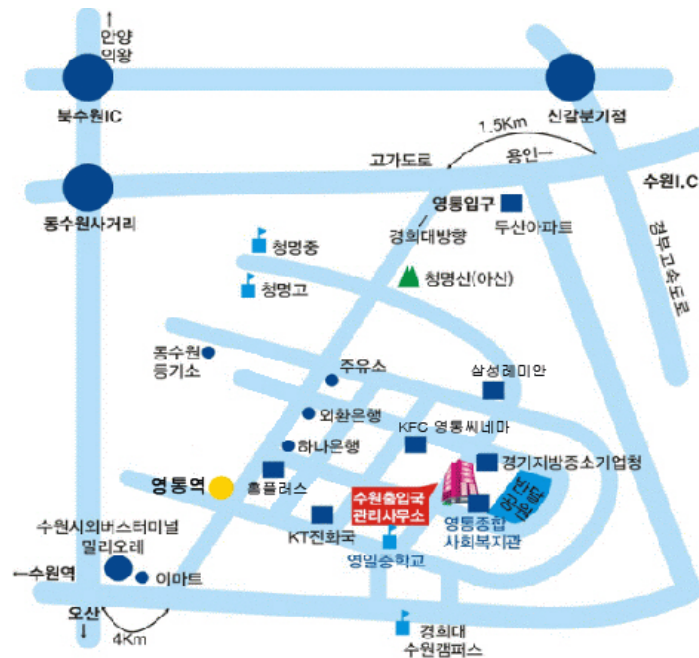 안양
의왕
북수원IC
신갈분기점
1.5Km
고가도로
용인
수원I.C
동수원사거리
영통입구
두산아파트
경희대방향
경부고속도로
청명중
청명산(야산)
청명고
동수원
등기소
주유소
삼성레미안
외환은행
KFC 영통씨네마
하나은행
경기지방중소기업청
영통역
홈플러스
수원출입국
관리사무소
반달
공원
KT전화국
영통종합
사회복지관
수원시외버스터미널
밀리오레
영일중학교
←수원역
이마트
오산
4Km
경희대
수원캠퍼스